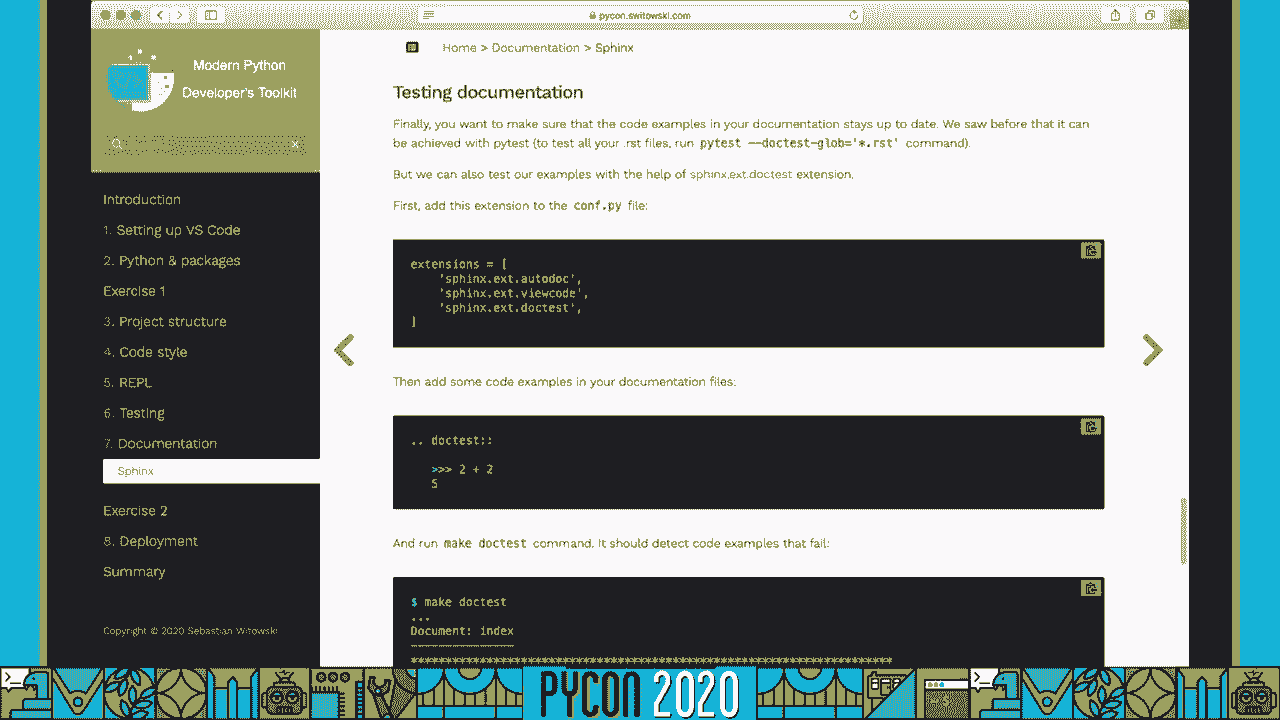 pycon.switowski.com
Modern Python
Developer's Toolkit
Introduction
1. Setting up VS Code
2. Python & packages
Exercise 1
3. Project structure
4. Code style
5. REPL
6. Testing
7. Documentation
Sphinx
Exercise 2
8. Deployment
Summary
Copyright © 2020 Sebastian Witowski
Home > Documentation > Sphinx
Testing documentation
Finally, you want to make sure that the code examples in your documentation stays up to date. We saw before that it can
be achieved with pytest (to test all your .rst files, run pytest --doctest-glob='*.rst' command).
But we can also test our examples with the help of sphinx.ext.doctest extension.
First, add this extension to the conf.py file:
extensions = [
    'sphinx.ext.autodoc',
    'sphinx.ext.viewcode',
    'sphinx.ext.doctest',
]
Then add some code examples in your documentation files:
.. doctest::
   >>> 2 + 2
   5
And run make doctest command. It should detect code examples that fail:
$ make doctest
...
Document: index
---------------
**********************************************************************
PYCON 2020